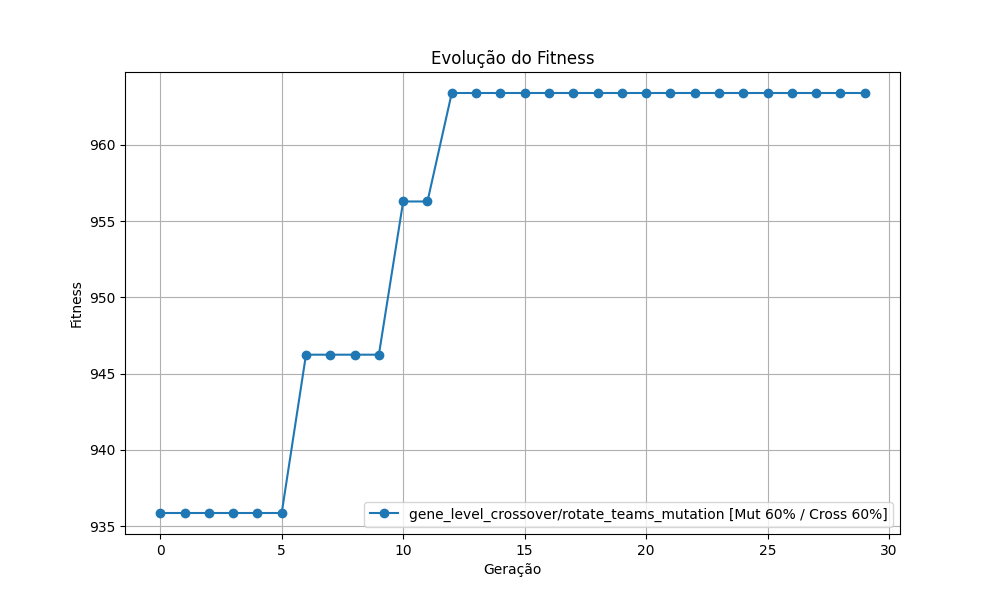 Evolução do Fitness
Fitness
960
955
950
945
940
935
gene_level_crossover/rotate_teams_mutation [Mut 60% / Cross 60%]
0 5 10 15 20 25 30
Geração